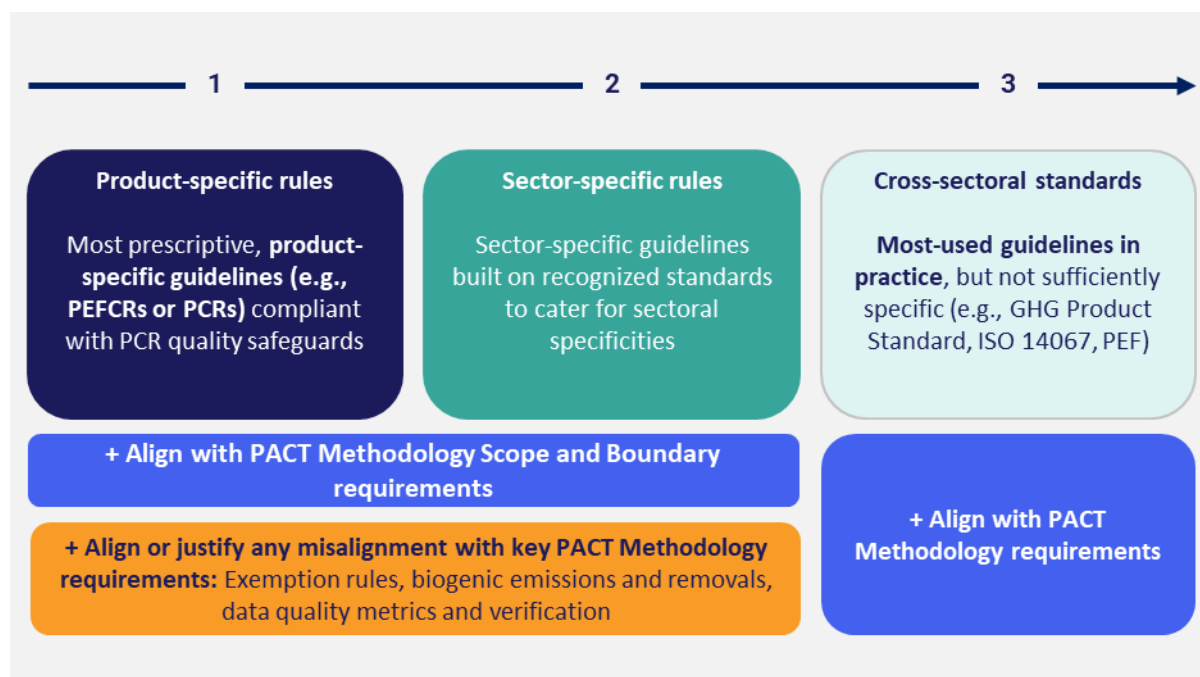 1
2
3
Product-specific rules
Most prescriptive, product-
specific guidelines (e.g.,
PEFCRs or PCRs) compliant
with PCR quality safeguards
Sector-specific rules
Sector-specific guidelines
built on recognized standards
to cater for sectoral
specificities
Cross-sectoral standards
Most-used guidelines in
practice, but not sufficiently
specific (e.g., GHG Product
Standard, ISO 14067, PEF)
+ Align with PACT Methodology Scope and Boundary
requirements
+ Align or justify any misalignment with key PACT Methodology
requirements: Exemption rules, biogenic emissions and removals,
data quality metrics and verification
+ Align with PACT
Methodology requirements